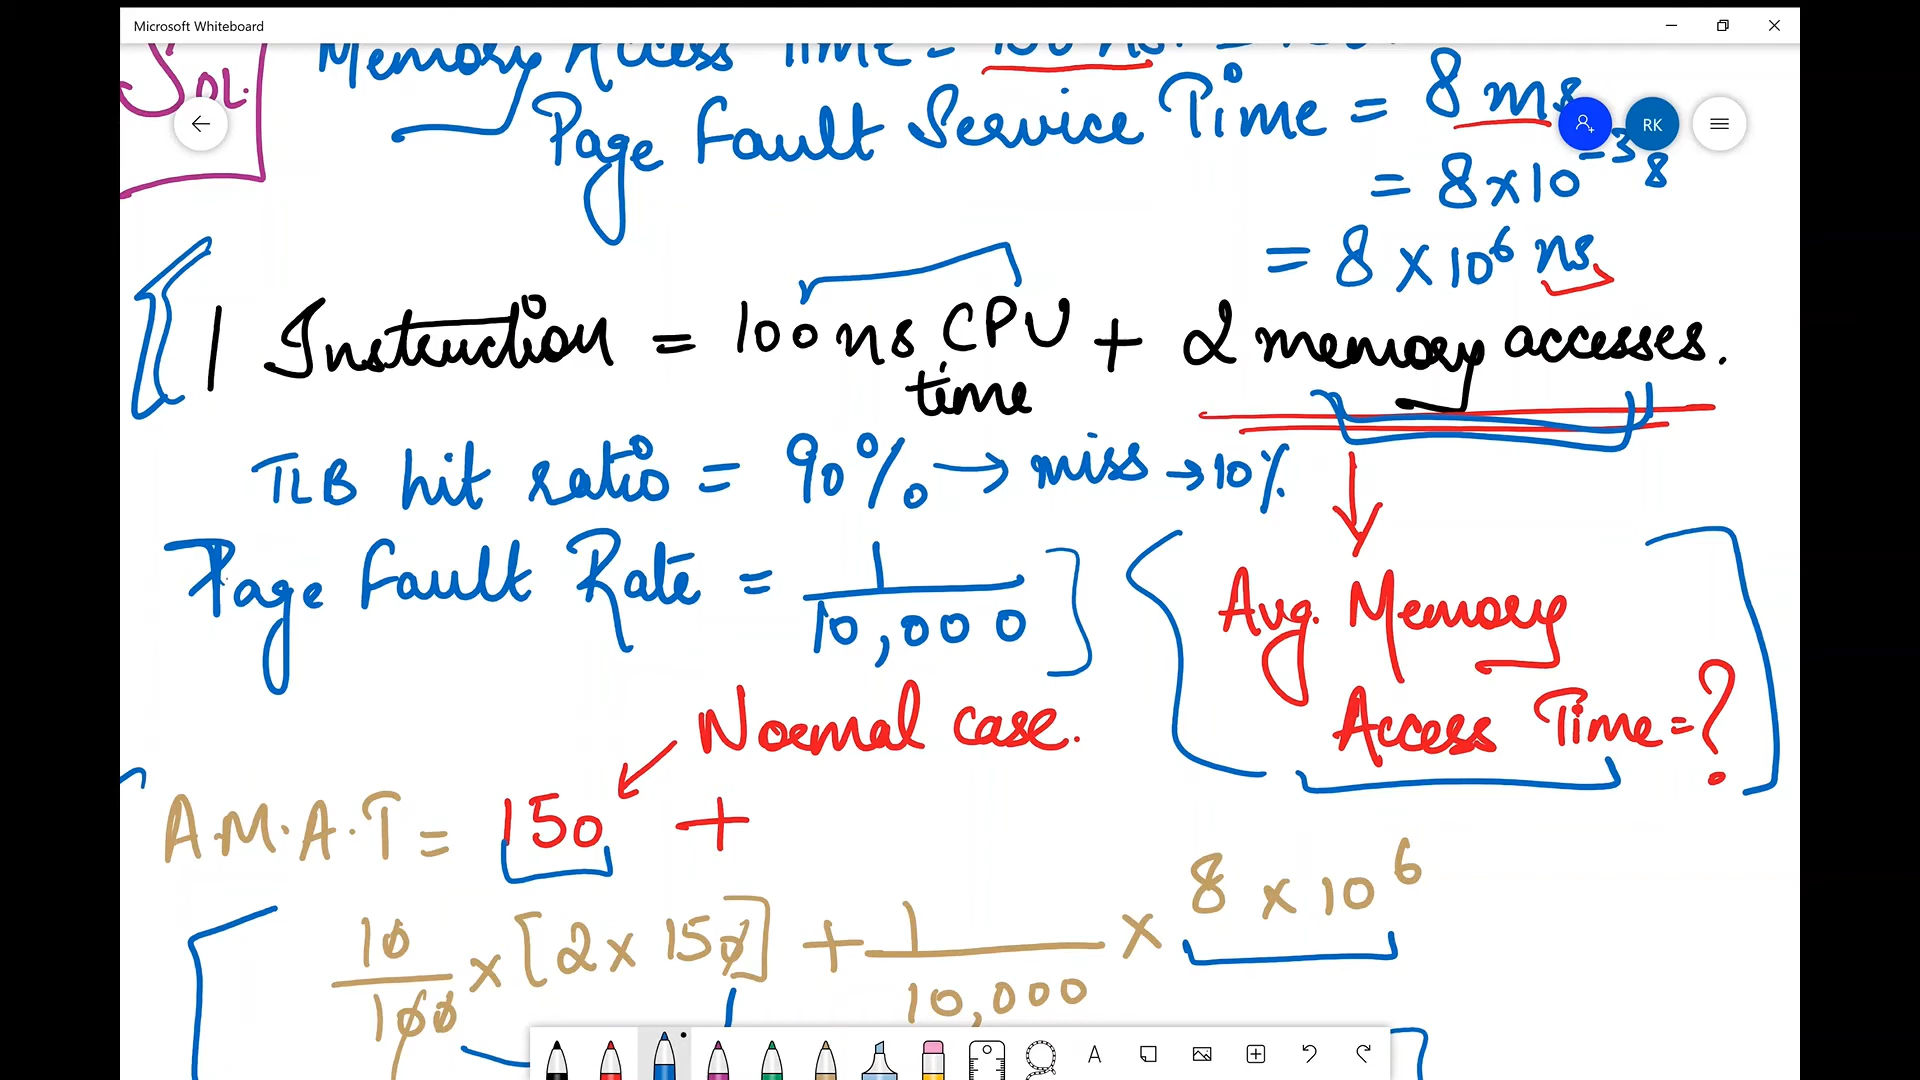 Microsoft Whiteboard
SOL.
Memory Access Time = 150 ns.
Page Fault Service Time = 8 ms
RK
= 8 × 10⁻³ s
= 8 × 10⁶ ns
1 Instruction = 100 ns CPU time + 2 memory accesses.
TLB hit ratio = 90% → miss → 10%
Page Fault Rate = 1/10,000
Avg. Memory
Access Time = ?
Normal case.
A.M.A.T = 150 +
10/100 × [2 × 150] + 1/10,000 × 8 × 10⁶
A